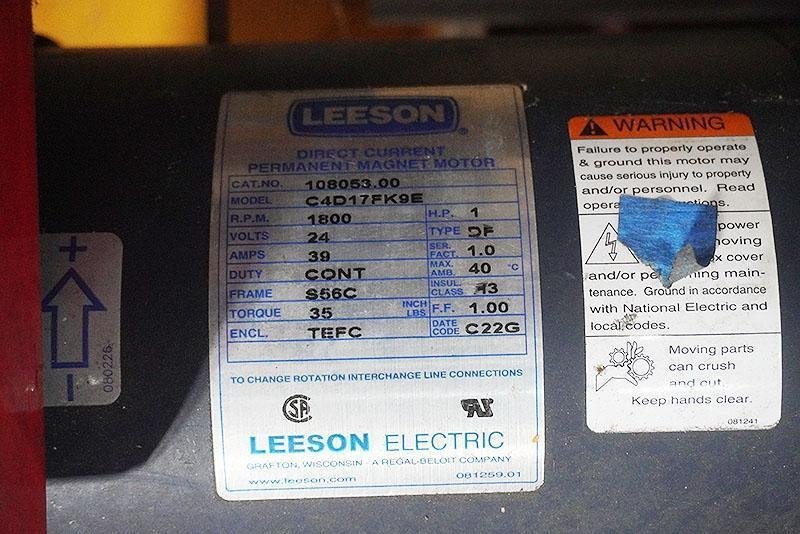 LEESON®
DIRECT CURRENT
PERMANENT MAGNET MOTOR
CAT.NO. 108053.00
MODEL C4D17FK9E
R.P.M. 1800 H.P. 1
VOLTS 24 TYPE DF
AMPS 39 SER. FACT. 1.0
DUTY CONT MAX. AMB. 40 °C
FRAME S56C INSUL. CLASS
TORQUE 35 INCH LBS F.F. 1.00
ENCL. TEFC DATE CODE C22G
TO CHANGE ROTATION INTERCHANGE LINE CONNECTIONS
LEESON ELECTRIC
GRAFTON, WISCONSIN - A REGAL-BELOIT COMPANY
www.leeson.com 081259.01
+
-
080226
WARNING
Failure to properly operate
& ground this motor may
cause serious injury to property
and/or personnel. Read
power
cover
and/or
tenance. Ground in accordance
with National Electric and
local codes.
Moving parts
can crush
and cut.
Keep hands clear.
081241